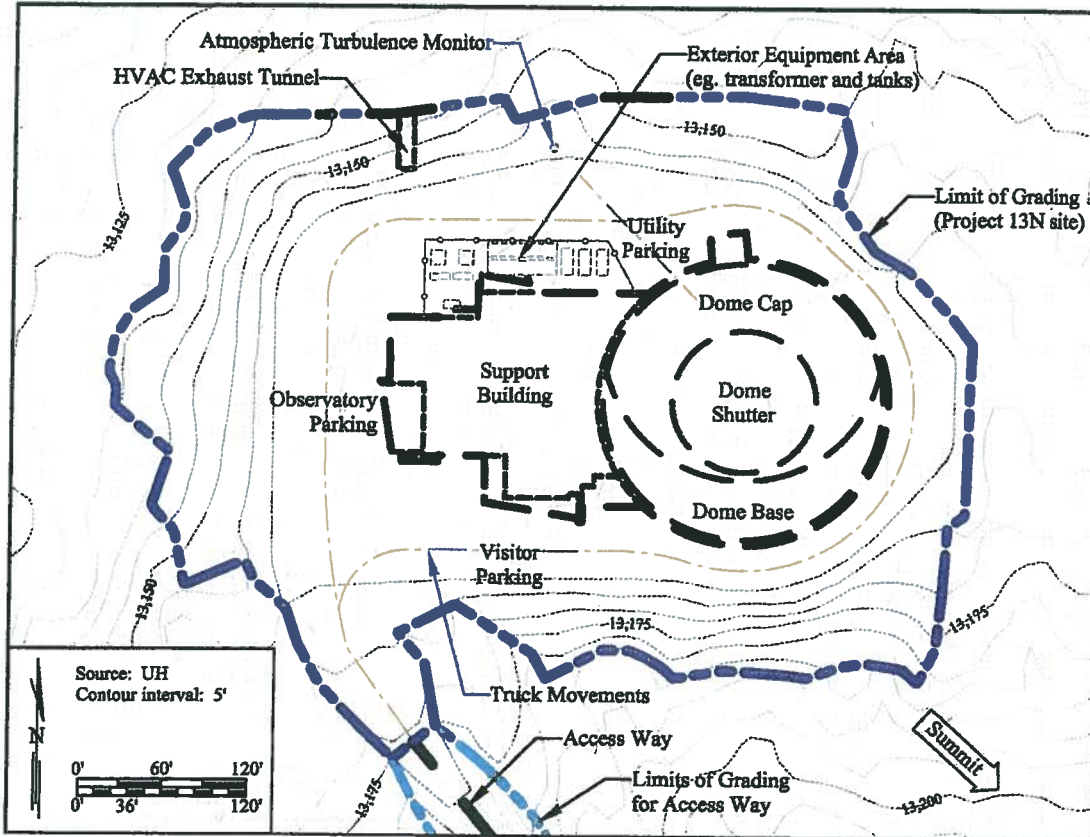 Atmospheric Turbulence Monitor
HVAC Exhaust Tunnel
Exterior Equipment Area
(eg. transformer and tanks)
13,150
13,150
13,125
Limit of Grading
(Project 13N site)
Utility
Parking
Dome Cap
Support
Building
Dome
Shutter
Observatory
Parking
Dome Base
Visitor
Parking
13,150
13,175
13,175
Truck Movements
Source: UH
Contour interval: 5'
N
0' 60' 120'
0' 36' 120'
Access Way
Summit
13,175
Limits of Grading
for Access Way
13,200